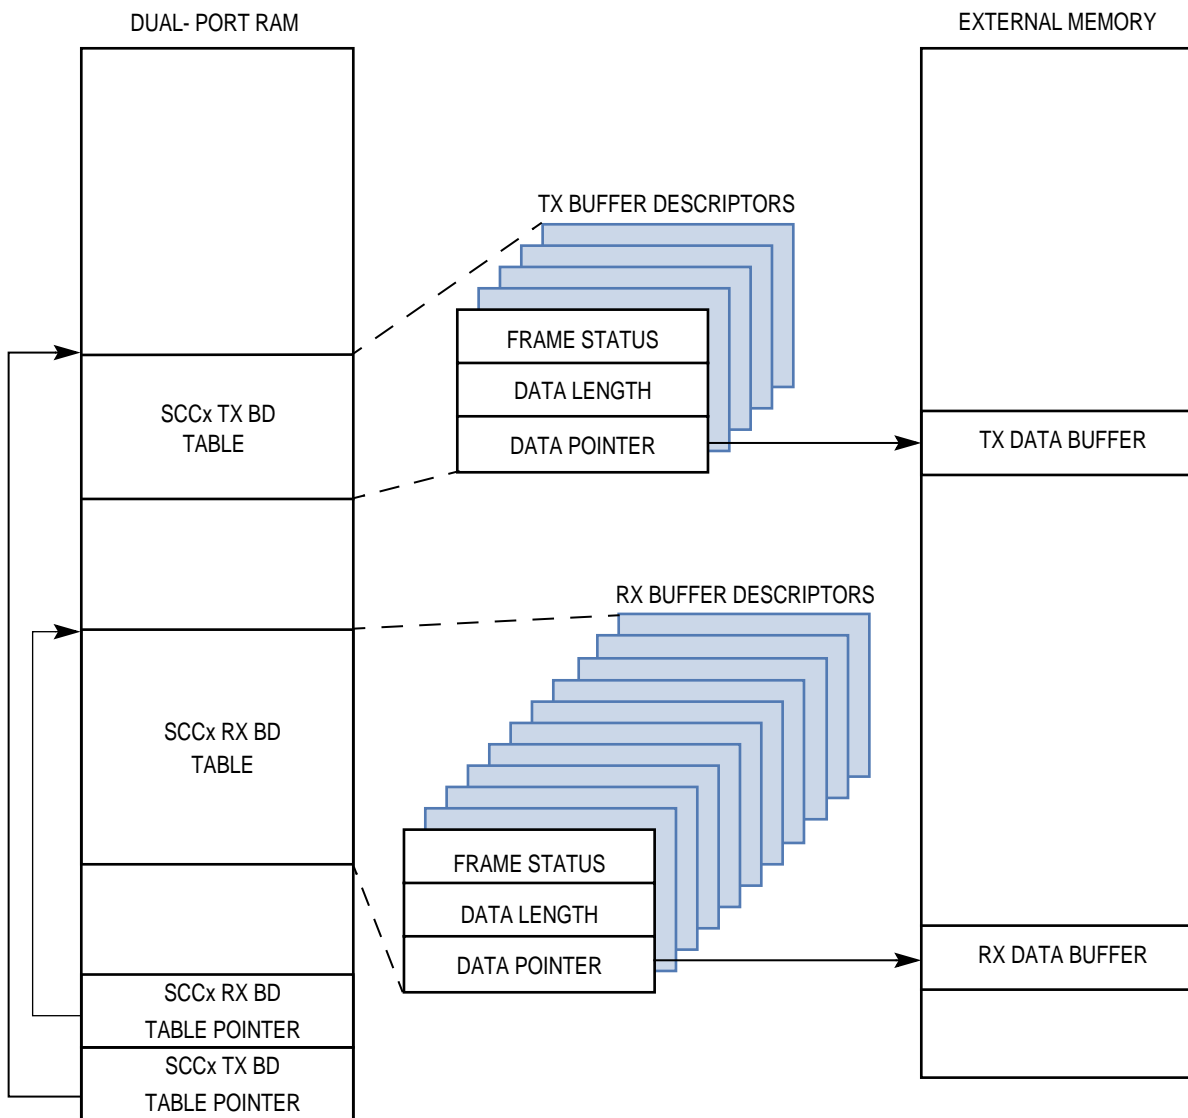 DUAL- PORT RAM
EXTERNAL MEMORY
TX BUFFER DESCRIPTORS
FRAME STATUS
DATA LENGTH
DATA POINTER
SCCx TX BD
TABLE
TX DATA BUFFER
RX BUFFER DESCRIPTORS
SCCx RX BD
TABLE
FRAME STATUS
DATA LENGTH
DATA POINTER
RX DATA BUFFER
SCCx RX BD
TABLE POINTER
SCCx TX BD
TABLE POINTER